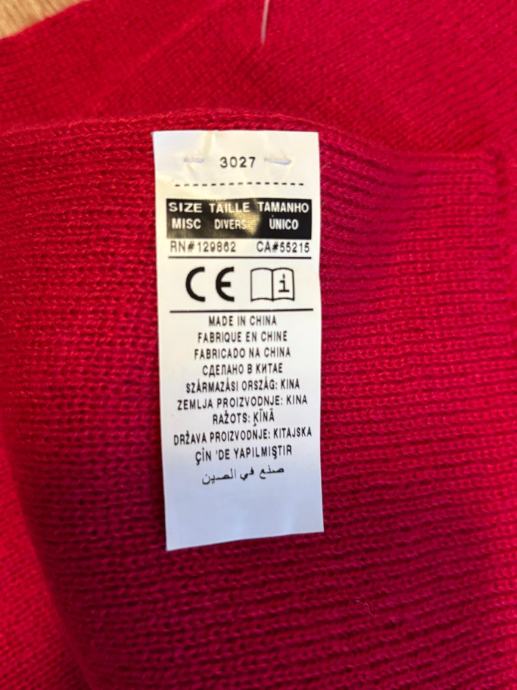 3027
SIZE TAILLE TAMANHO
MISC DIVERS ÚNICO
RN#129862 CA#55215
CE i
MADE IN CHINA
FABRIQUE EN CHINE
FABRICADO NA CHINA
СДЕЛАНО В КИТАЕ
SZÁRMAZÁSI ORSZÁG: KINA
ZEMLJA PROIZVODNJE: KINA
RAŽOTS: ĶĪNĀ
DRŽAVA PROIZVODNJE: KITAJSKA
ÇİN 'DE YAPILMIŞTIR
صنع في الصين